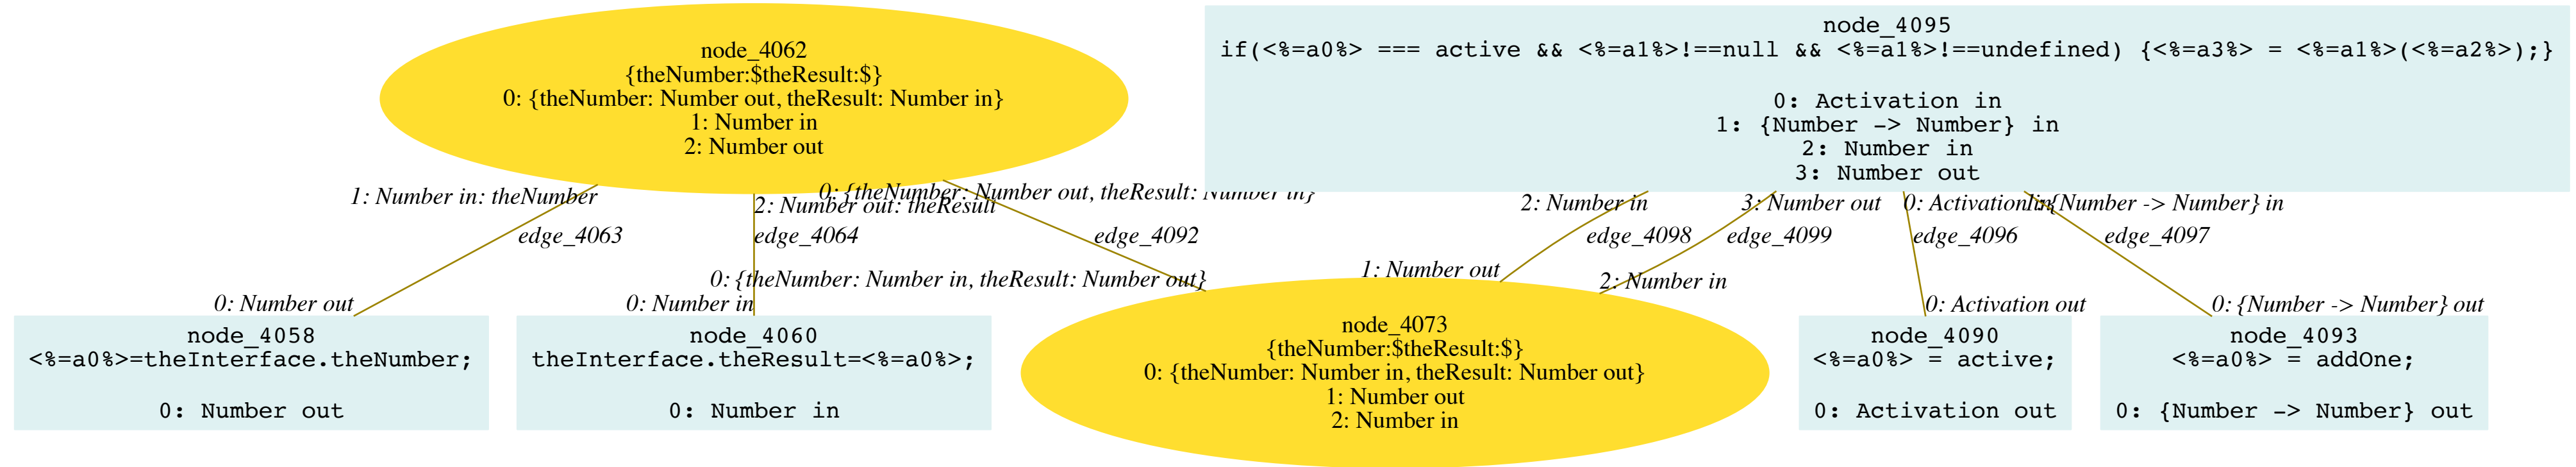 node_4062
{theNumber:$theResult:$}
0: {theNumber: Number out, theResult: Number in}
1: Number in
2: Number out
node_4095
if(<%=a0%> === active && <%=a1%>!==null && <%=a1%>!==undefined) {<%=a3%> = <%=a1%>(<%=a2%>);}
0: Activation in
1: {Number -> Number} in
2: Number in
3: Number out
1: Number in: theNumber
2: Number out: theResult
0: {theNumber: Number out, theResult: Number in}
2: Number in
3: Number out
0: Activation in
1: {Number -> Number} in
edge_4063
edge_4064
edge_4092
edge_4098
edge_4099
edge_4096
edge_4097
0: Number out
0: Number in
0: {theNumber: Number in, theResult: Number out}
1: Number out
2: Number in
0: Activation out
0: {Number -> Number} out
node_4058
<%=a0%>=theInterface.theNumber;
0: Number out
node_4060
theInterface.theResult=<%=a0%>;
0: Number in
node_4073
{theNumber:$theResult:$}
0: {theNumber: Number in, theResult: Number out}
1: Number out
2: Number in
node_4090
<%=a0%> = active;
0: Activation out
node_4093
<%=a0%> = addOne;
0: {Number -> Number} out